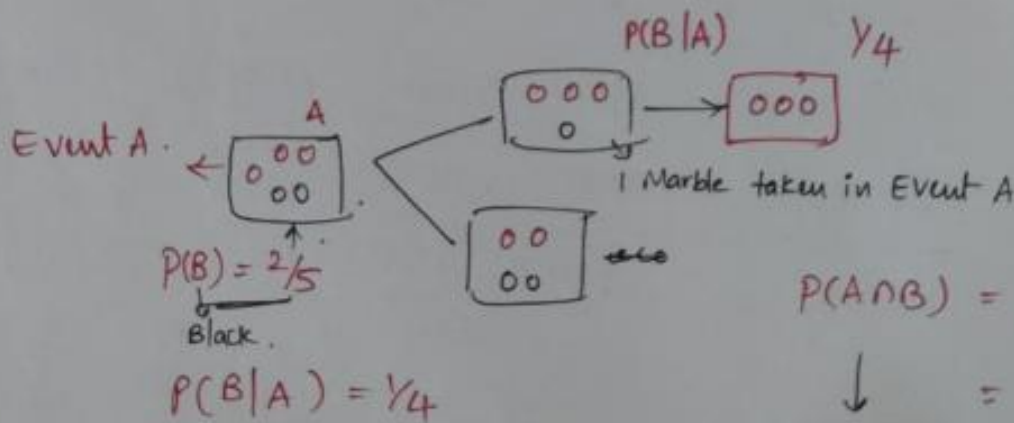 P(B|A) 1/4
A
Event A.
1 Marble taken in Event A
P(B) = 2/5
Black.
P(A∩B) =
P(B|A) = 1/4
=